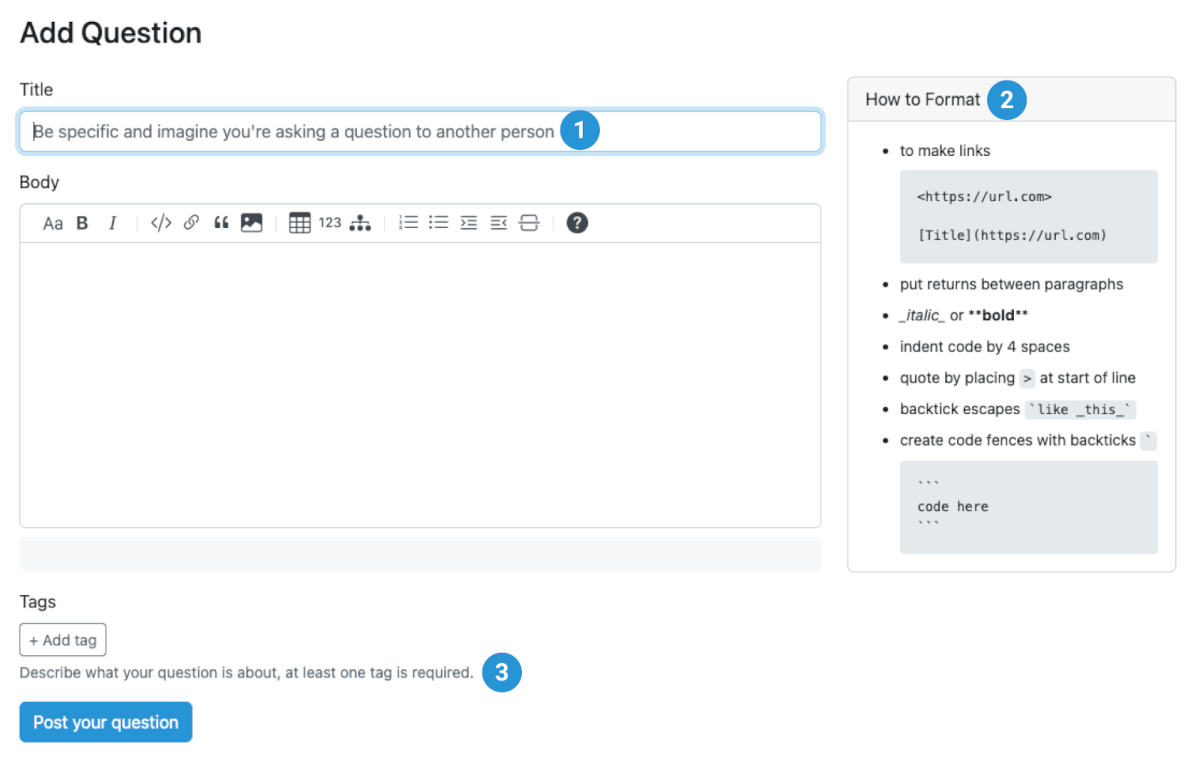 Add Question
Title
Be specific and imagine you're asking a question to another person 1
Body
Aa B I </> “ 123 ?
How to Format 2
to make links
<https://url.com>
[Title](https://url.com)
put returns between paragraphs
_italic_ or **bold**
indent code by 4 spaces
quote by placing > at start of line
backtick escapes `like _this_`
create code fences with backticks `
```
code here
```
Tags
+ Add tag
Describe what your question is about, at least one tag is required. 3
Post your question